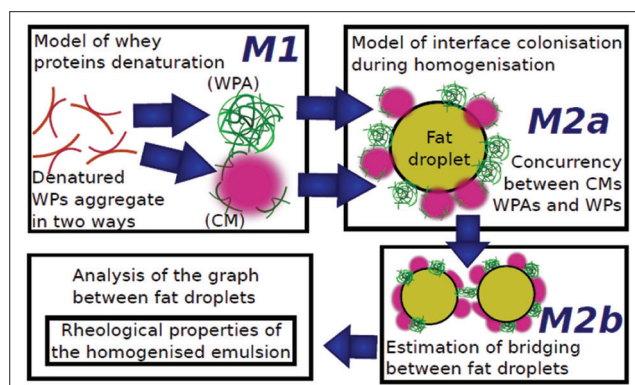 Model of whey
proteins denaturation
M1
(WPA)
Denatured
WPs aggregate
in two ways
(CM)
Model of interface colonisation
during homogenisation
Fat
droplet
M2a
Concurrency
between CMs
WPAs and WPs
M2b
Estimation of bridging
between fat droplets
Analysis of the graph
between fat droplets
Rheological properties of
the homogenised emulsion